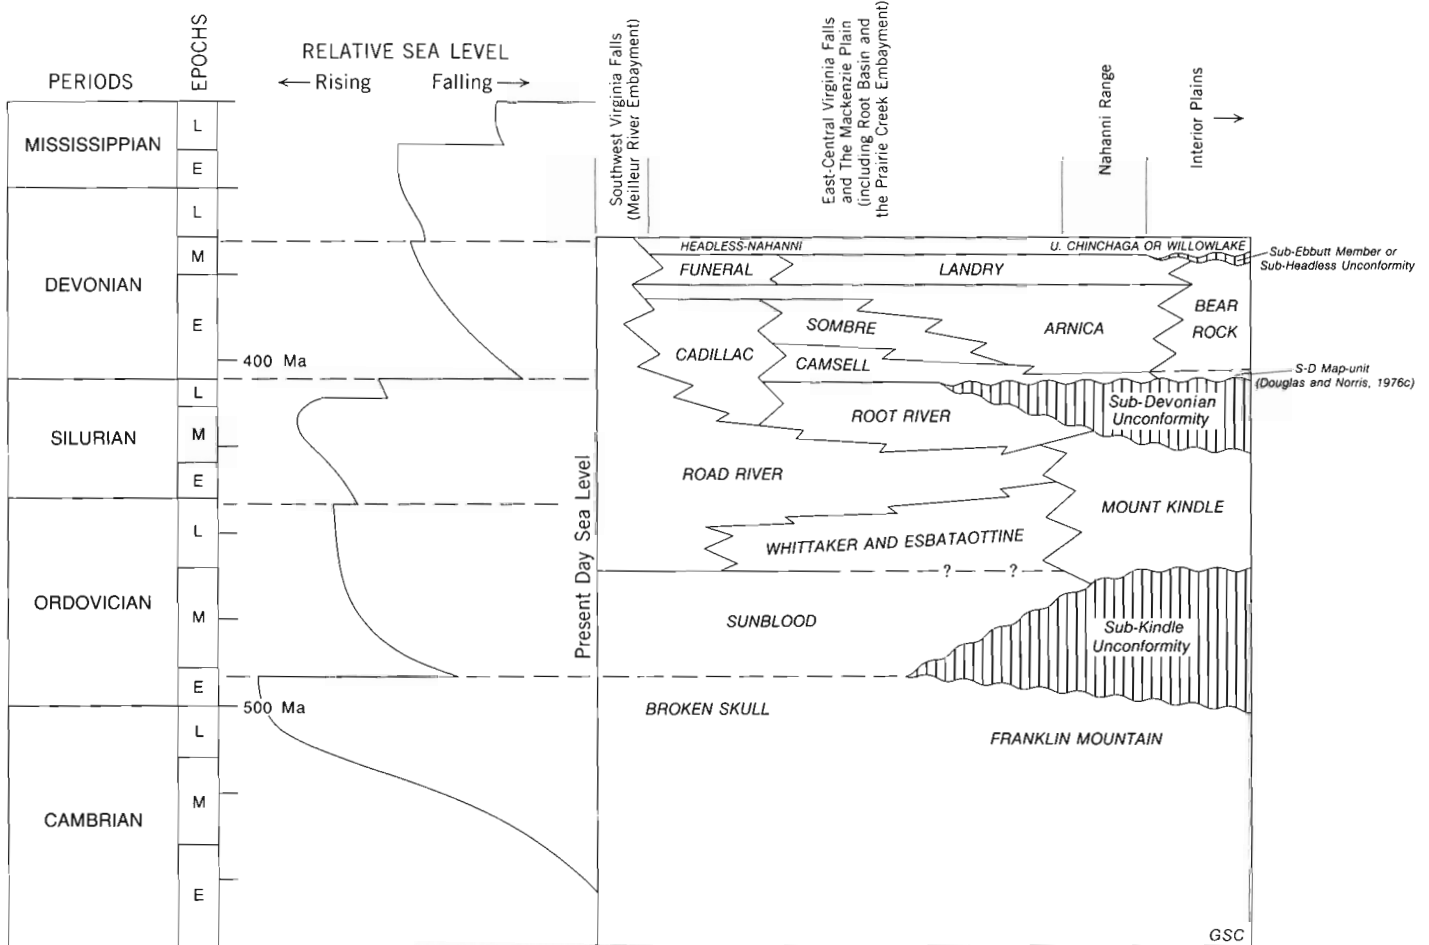 PERIODS
EPOCHS
RELATIVE SEA LEVEL
← Rising Falling →
Southwest Virginia Falls
(Meilleur River Embayment)
East-Central Virginia Falls
and The Mackenzie Plain
(including Root Basin and
the Prairie Creek Embayment)
Nahanni Range
Interior Plains →
MISSISSIPPIAN
L
E
DEVONIAN
L
M
E
400 Ma
SILURIAN
L
M
E
ORDOVICIAN
L
M
E
500 Ma
CAMBRIAN
L
M
E
Present Day Sea Level
HEADLESS-NAHANNI
U. CHINCHAGA OR WILLOWLAKE
Sub-Ebbutt Member or
Sub-Headless Unconformity
FUNERAL
LANDRY
BEAR
ROCK
SOMBRE
ARNICA
CADILLAC
CAMSELL
S-D Map-unit
(Douglas and Norris, 1976c)
Sub-Devonian
Unconformity
ROOT RIVER
ROAD RIVER
MOUNT KINDLE
WHITTAKER AND ESBATAOTTINE
? ?
SUNBLOOD
Sub-Kindle
Unconformity
BROKEN SKULL
FRANKLIN MOUNTAIN
GSC